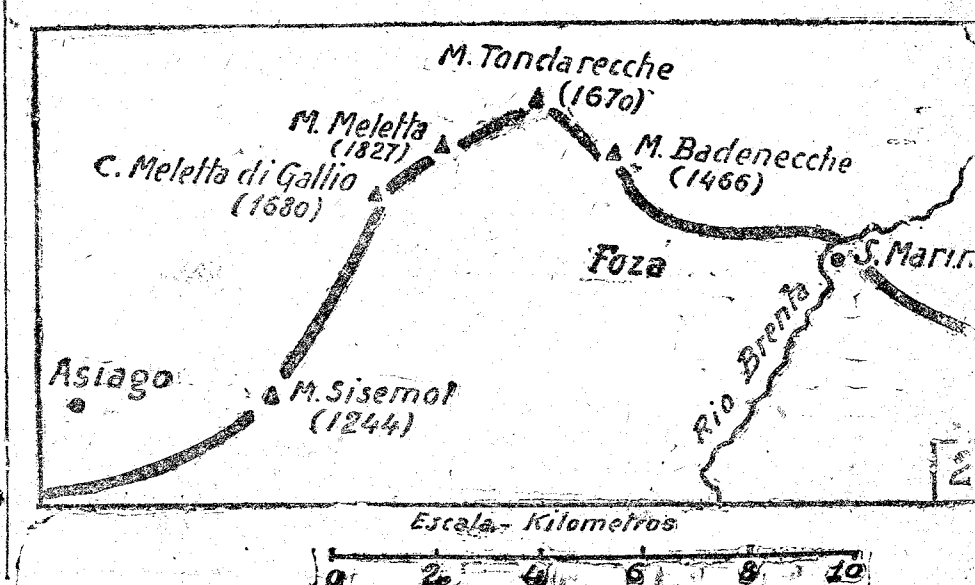 M. Tondarecche
(1670)
M. Meletta
(1827)
M. Badenecche
(1466)
C. Meletta di Gallio
(1680)
Foza
Asiago
M. Sisemol
(1244)
Rio Brenta
2
Escala - Kilometros
0 2 4 6 8 10